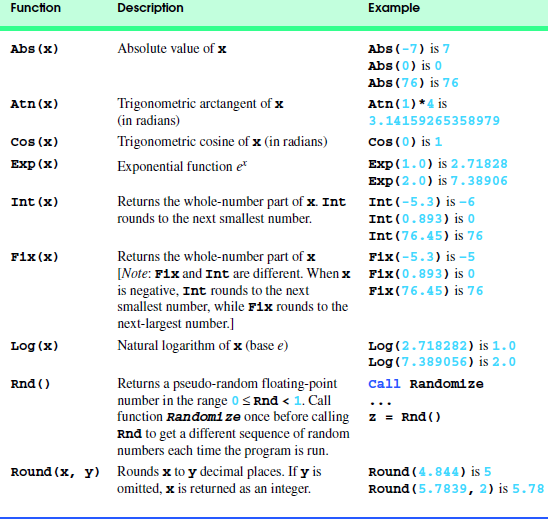 Function Description Example
Abs(x) Absolute value of x Abs(-7) is 7
Abs(0) is 0
Abs(76) is 76
Atn(x) Trigonometric arctangent of x Atn(1)*4 is
(in radians) 3.14159265358979
Cos(x) Trigonometric cosine of x (in radians) Cos(0) is 1
Exp(x) Exponential function eˣ Exp(1.0) is 2.71828
Exp(2.0) is 7.38906
Int(x) Returns the whole-number part of x. Int Int(-5.3) is -6
rounds to the next smallest number. Int(0.893) is 0
Int(76.45) is 76
Fix(x) Returns the whole-number part of x Fix(-5.3) is -5
[Note: Fix and Int are different. When x Fix(0.893) is 0
is negative, Int rounds to the next Fix(76.45) is 76
smallest number, while Fix rounds to the
next-largest number.]
Log(x) Natural logarithm of x (base e) Log(2.718282) is 1.0
Log(7.389056) is 2.0
Rnd() Returns a pseudo-random floating-point Call Randomize
number in the range 0 ≤ Rnd < 1. Call ...
function Randomize once before calling z = Rnd()
Rnd to get a different sequence of random
numbers each time the program is run.
Round(x, y) Rounds x to y decimal places. If y is Round(4.844) is 5
omitted, x is returned as an integer. Round(5.7839, 2) is 5.78